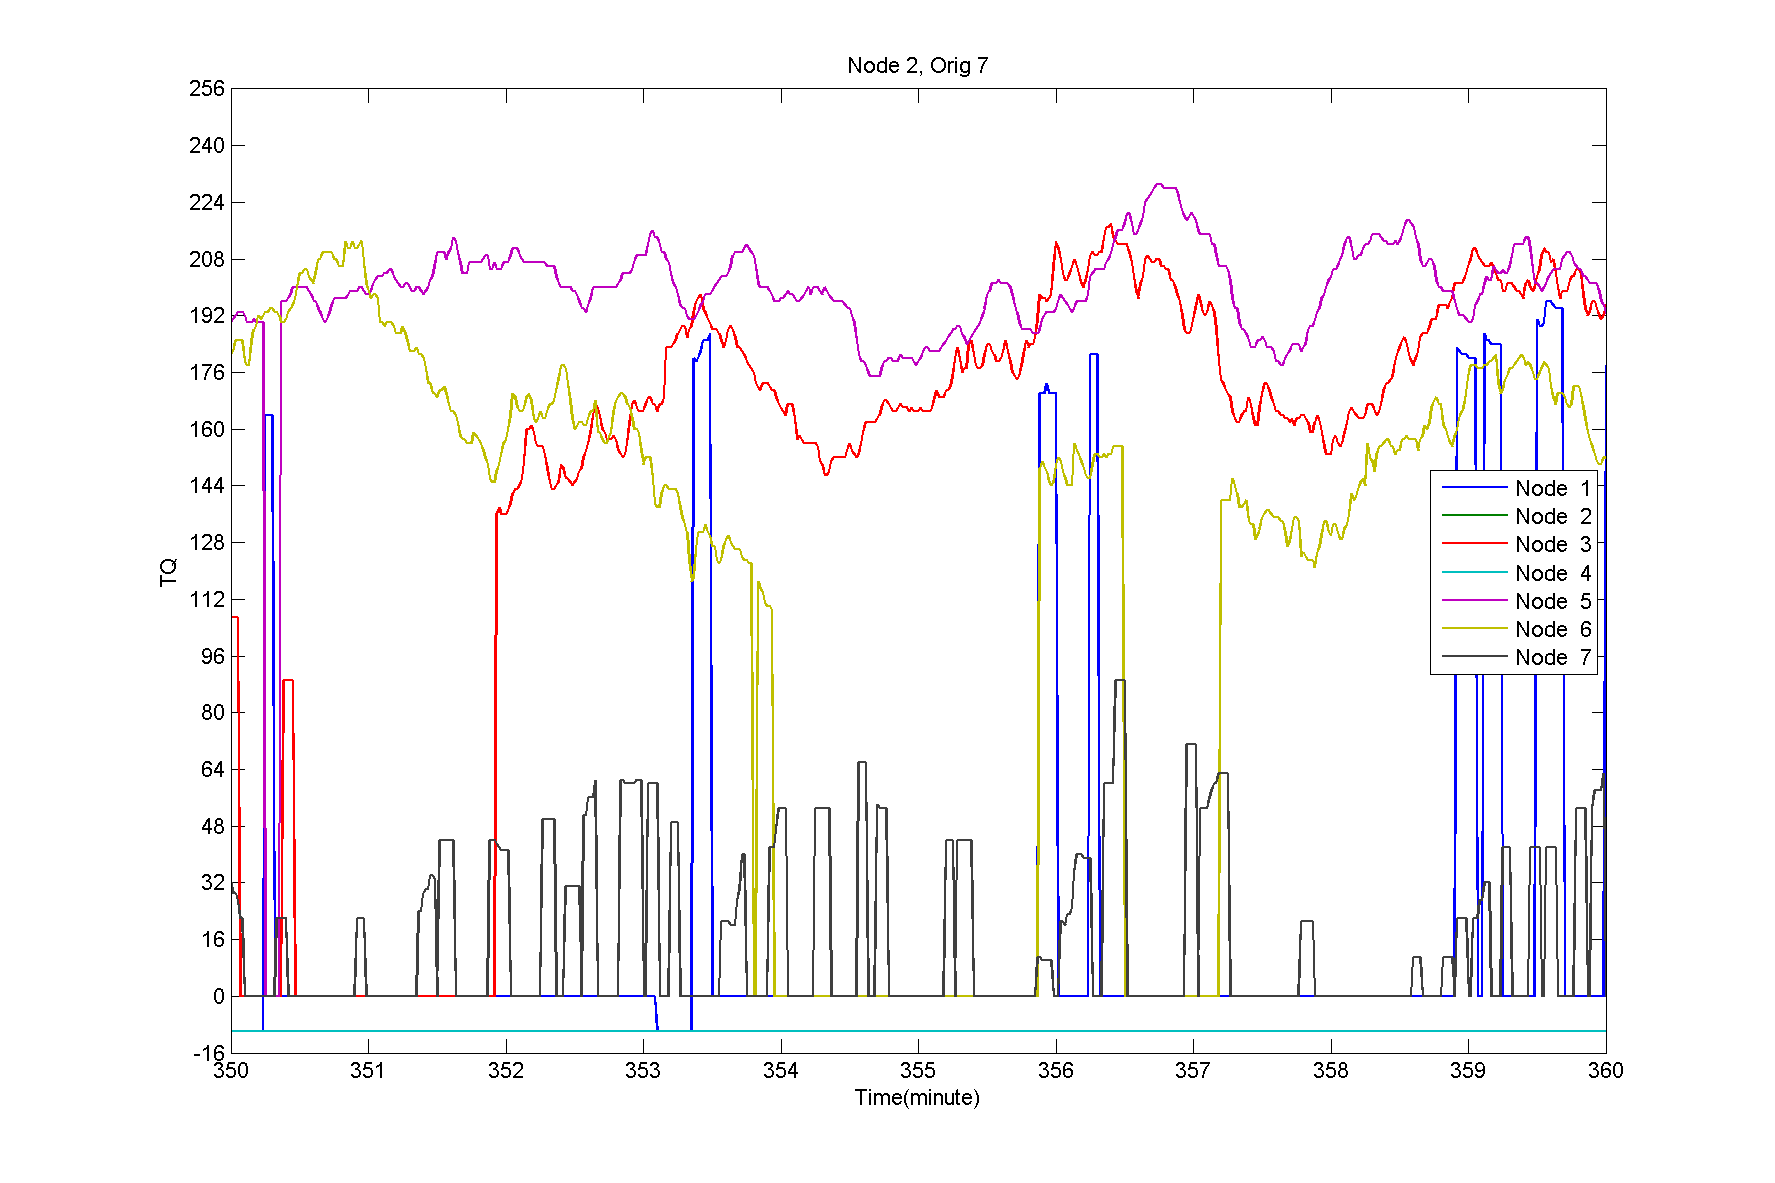 Node 2, Orig 7
256
240
224
208
192
176
160
144
128
112
96
80
64
48
32
16
0
-16
TQ
Node 1
Node 2
Node 3
Node 4
Node 5
Node 6
Node 7
350 351 352 353 354 355 356 357 358 359 360
Time(minute)